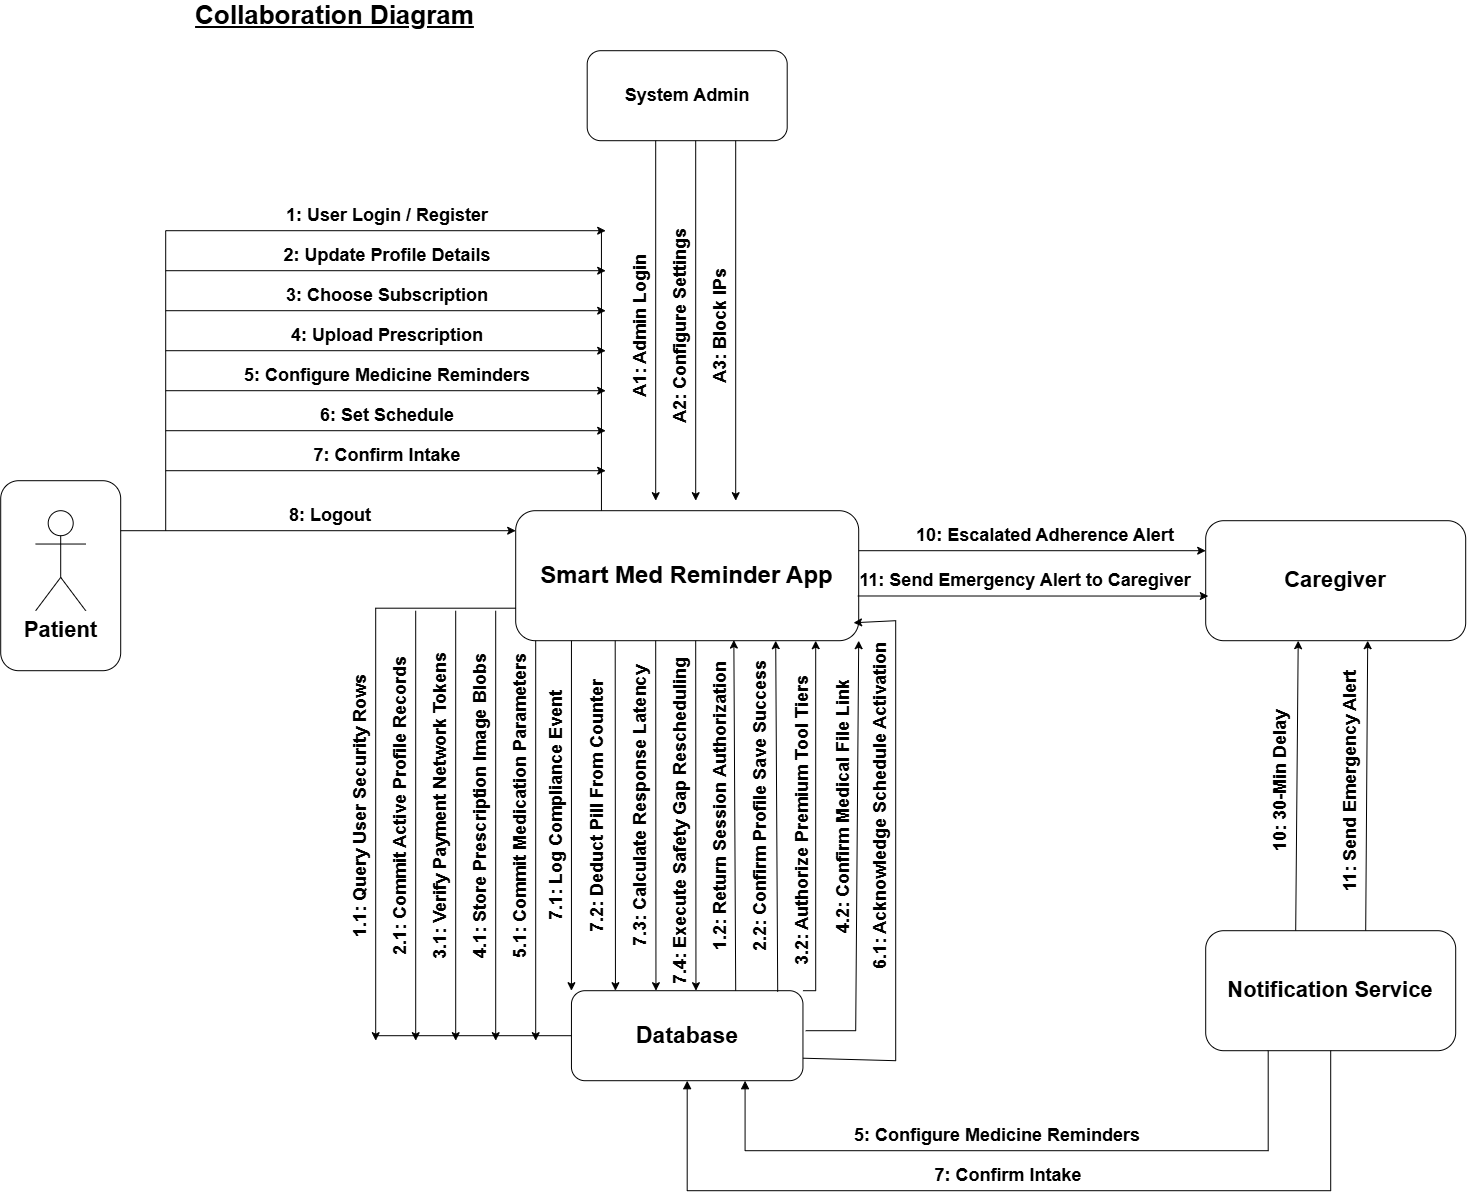 Collaboration Diagram
System Admin
1: User Login / Register
2: Update Profile Details
3: Choose Subscription
4: Upload Prescription
5: Configure Medicine Reminders
6: Set Schedule
7: Confirm Intake
8: Logout
A1: Admin Login
A2: Configure Settings
A3: Block IPs
Patient
Smart Med Reminder App
10: Escalated Adherence Alert
11: Send Emergency Alert to Caregiver
Caregiver
1.1: Query User Security Rows
2.1: Commit Active Profile Records
3.1: Verify Payment Network Tokens
4.1: Store Prescription Image Blobs
5.1: Commit Medication Parameters
7.1: Log Compliance Event
7.2: Deduct Pill From Counter
7.3: Calculate Response Latency
7.4: Execute Safety Gap Rescheduling
1.2: Return Session Authorization
2.2: Confirm Profile Save Success
3.2: Authorize Premium Tool Tiers
4.2: Confirm Medical File Link
6.1: Acknowledge Schedule Activation
10: 30-Min Delay
11: Send Emergency Alert
Notification Service
Database
5: Configure Medicine Reminders
7: Confirm Intake